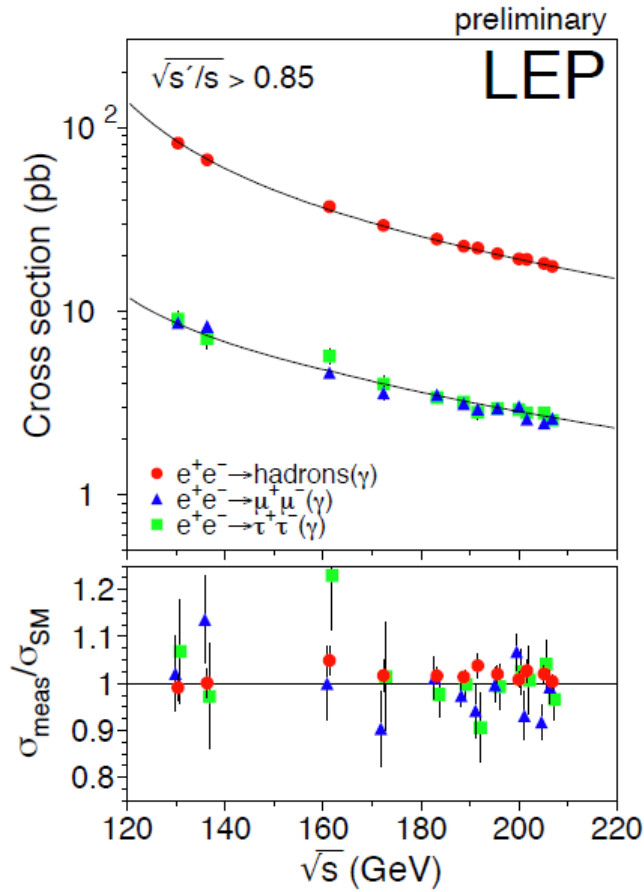 preliminary
√s´/s > 0.85
LEP
Cross section (pb)
10²
10
1
e⁺e⁻→hadrons(γ)
e⁺e⁻→μ⁺μ⁻(γ)
e⁺e⁻→τ⁺τ⁻(γ)
σmeas/σSM
1.2
1.1
1
0.9
0.8
120 140 160 180 200 220
√s (GeV)